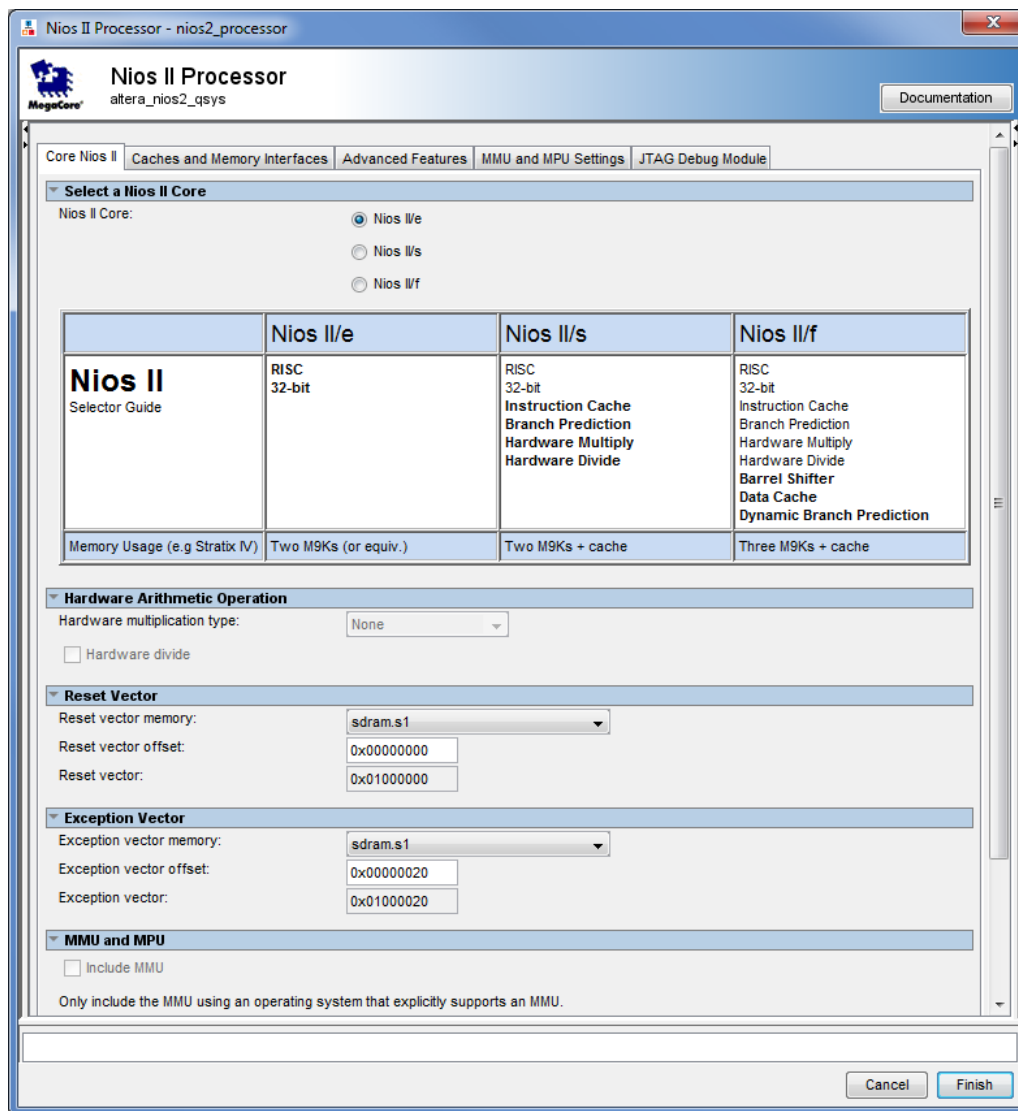 Nios II Processor - nios2_processor
Nios II Processor
altera_nios2_qsys
MegaCore®
Documentation
Core Nios II Caches and Memory Interfaces Advanced Features MMU and MPU Settings JTAG Debug Module
Select a Nios II Core
Nios II Core:
Nios II/e
Nios II/s
Nios II/f
Nios II/e Nios II/s Nios II/f
Nios II
Selector Guide
RISC
32-bit
RISC
32-bit
Instruction Cache
Branch Prediction
Hardware Multiply
Hardware Divide
RISC
32-bit
Instruction Cache
Branch Prediction
Hardware Multiply
Hardware Divide
Barrel Shifter
Data Cache
Dynamic Branch Prediction
Memory Usage (e.g Stratix IV) Two M9Ks (or equiv.) Two M9Ks + cache Three M9Ks + cache
Hardware Arithmetic Operation
Hardware multiplication type: None
Hardware divide
Reset Vector
Reset vector memory: sdram.s1
Reset vector offset: 0x00000000
Reset vector: 0x01000000
Exception Vector
Exception vector memory: sdram.s1
Exception vector offset: 0x00000020
Exception vector: 0x01000020
MMU and MPU
Include MMU
Only include the MMU using an operating system that explicitly supports an MMU.
Cancel Finish